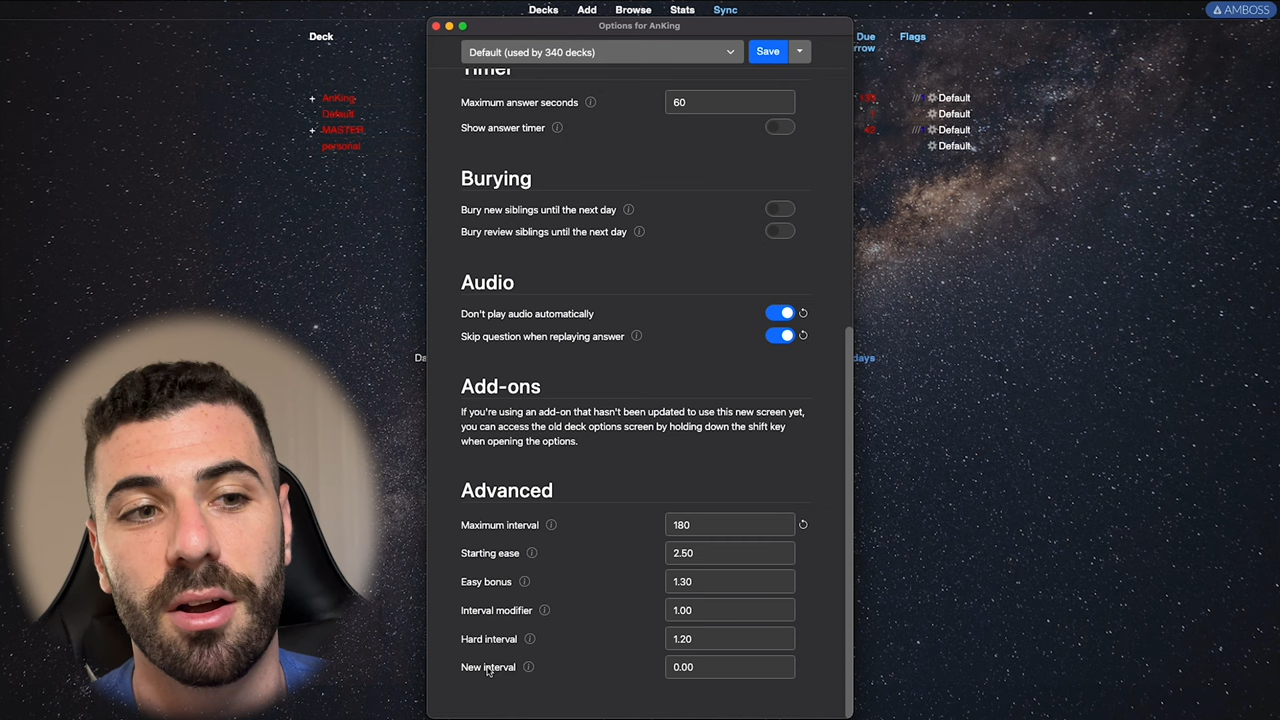 Decks Add Browse Stats Sync
AMBOSS
Options for AnKing
Deck
Due
Flags
Default (used by 340 decks)
Save
Timer
+ AnKing
Default
+ MASTER
personal
Default
Default
Default
Default
Maximum answer seconds
60
Show answer timer
Burying
Bury new siblings until the next day
Bury review siblings until the next day
Audio
Don't play audio automatically
Skip question when replaying answer
days
Add-ons
If you're using an add-on that hasn't been updated to use this new screen yet,
you can access the old deck options screen by holding down the shift key
when opening the options.
Advanced
Maximum interval
180
Starting ease
2.50
Easy bonus
1.30
Interval modifier
1.00
Hard interval
1.20
New interval
0.00